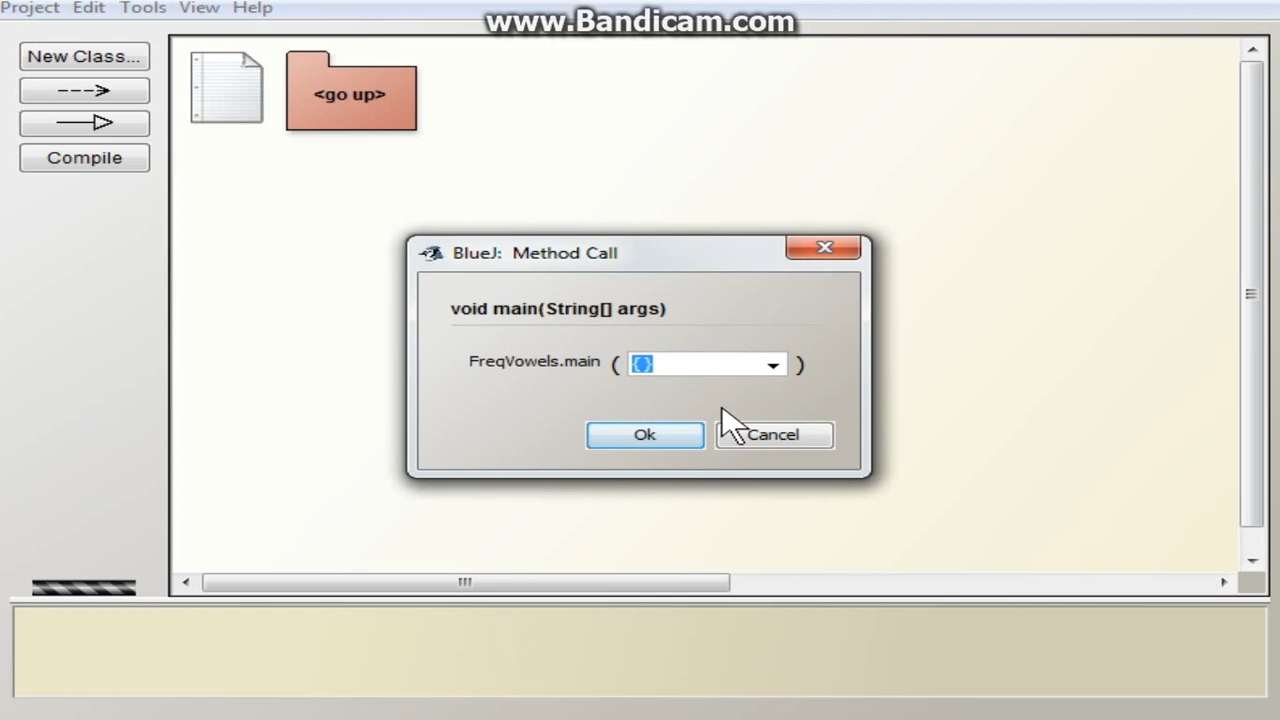 Project Edit Tools View Help
www.Bandicam.com
New Class...
<go up>
Compile
BlueJ: Method Call
void main(String[] args)
FreqVowels.main ( {} )
Ok
Cancel